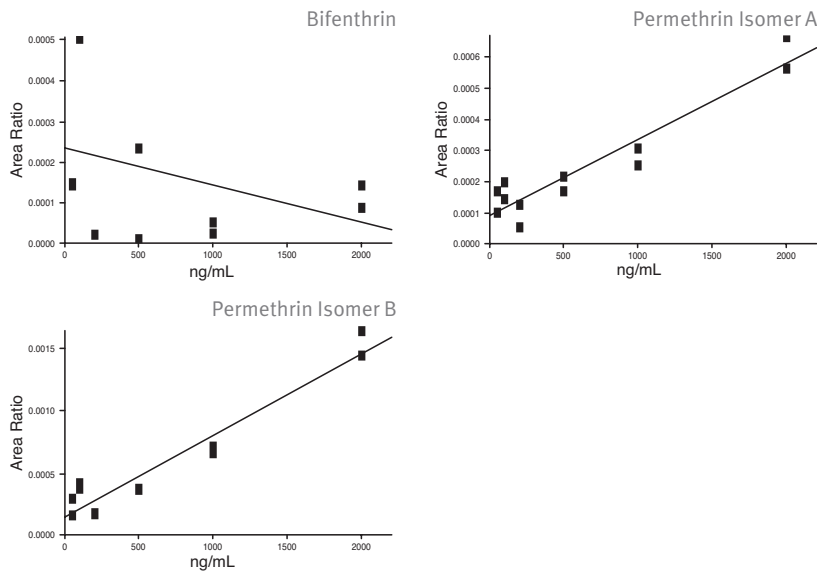 Bifenthrin
Area Ratio
0.0005
0.0004
0.0003
0.0002
0.0001
0.0000
0 500 1000 1500 2000
ng/mL
Permethrin Isomer A
Area Ratio
0.0006
0.0005
0.0004
0.0003
0.0002
0.0001
0.0000
0 500 1000 1500 2000
ng/mL
Permethrin Isomer B
Area Ratio
0.0015
0.0010
0.0005
0.0000
0 500 1000 1500 2000
ng/mL